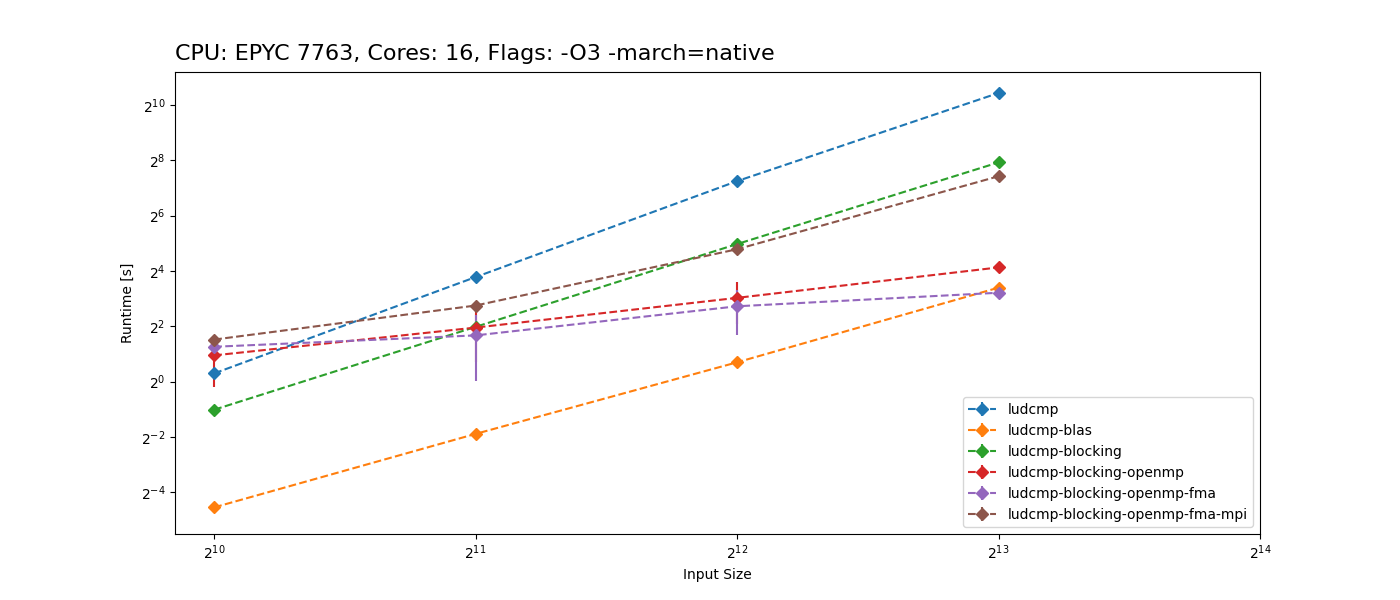 CPU: EPYC 7763, Cores: 16, Flags: -O3 -march=native
2^10
2^8
2^6
2^4
2^2
2^0
2^−2
2^−4
Runtime [s]
ludcmp
ludcmp-blas
ludcmp-blocking
ludcmp-blocking-openmp
ludcmp-blocking-openmp-fma
ludcmp-blocking-openmp-fma-mpi
2^10 2^11 2^12 2^13 2^14
Input Size